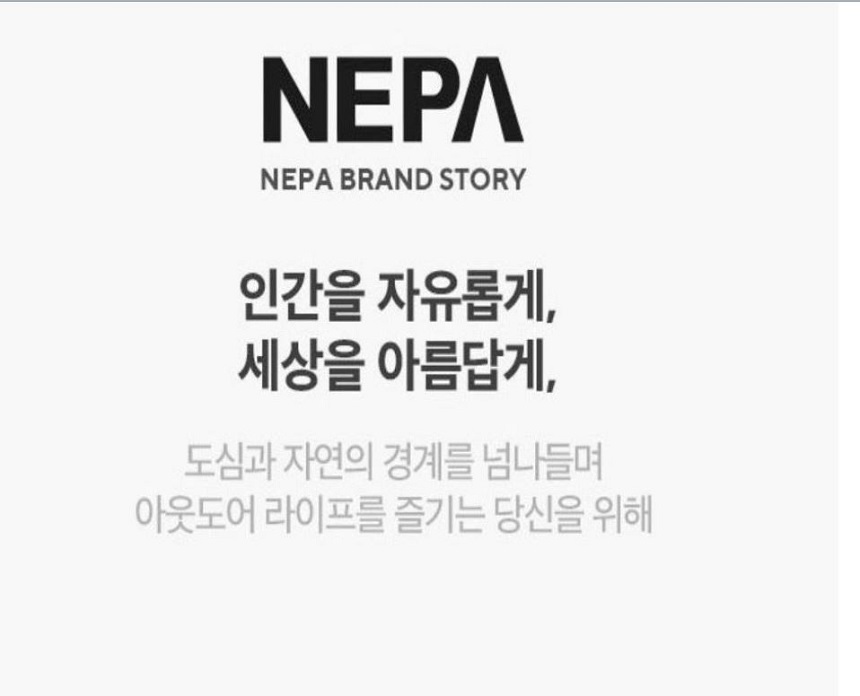 NEPA
NEPA BRAND STORY
인간을 자유롭게,
세상을 아름답게,
도심과 자연의 경계를 넘나들며
아웃도어 라이프를 즐기는 당신을 위해